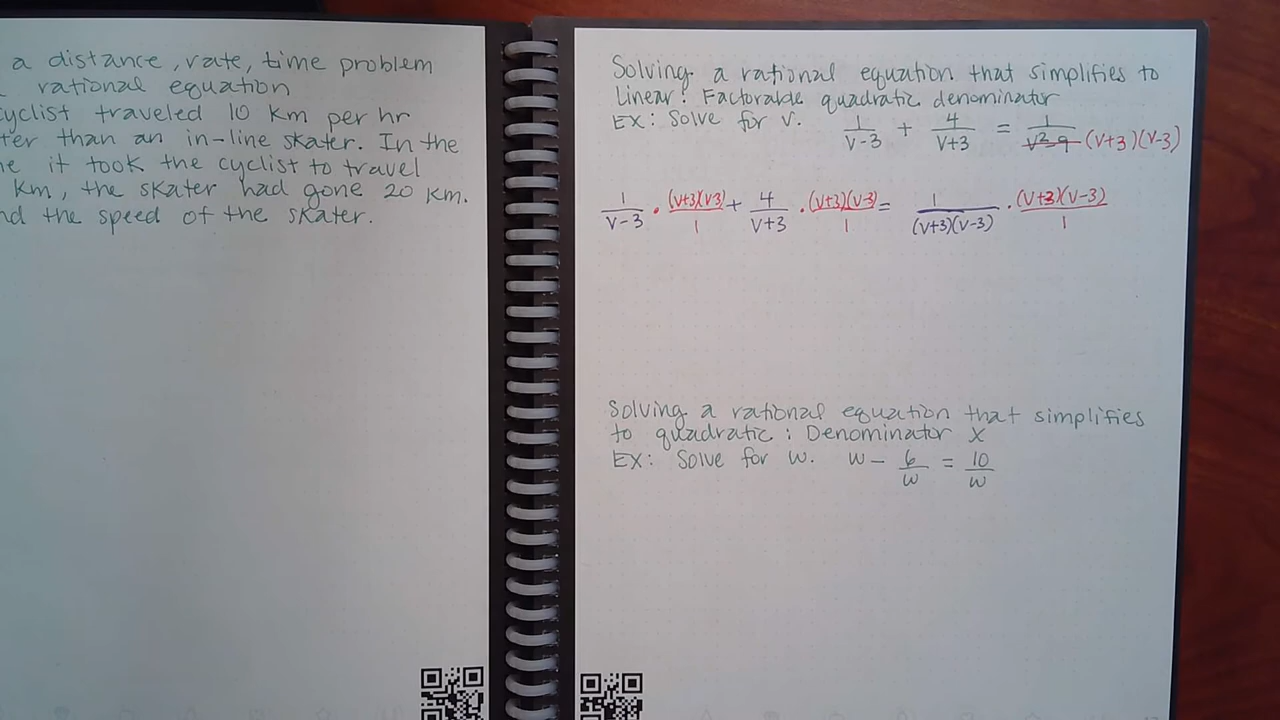 a distance, rate, time problem
rational equation
yclist traveled 10 km per hr
ter than an in-line skater. In the
e it took the cyclist to travel
km, the skater had gone 20 km.
nd the speed of the skater.
Solving a rational equation that simplifies to
Linear: Factorable quadratic denominator
EX: Solve for v. 1/(v-3) + 4/(v+3) = 1/(v²-9) (v+3)(v-3)
1/(v-3) · (v+3)(v-3)/1 + 4/(v+3) · (v+3)(v-3)/1 = 1/((v+3)(v-3)) · (v+3)(v-3)/1
Solving a rational equation that simplifies
to quadratic: Denominator x
EX: Solve for w. w - 6/w = 10/w